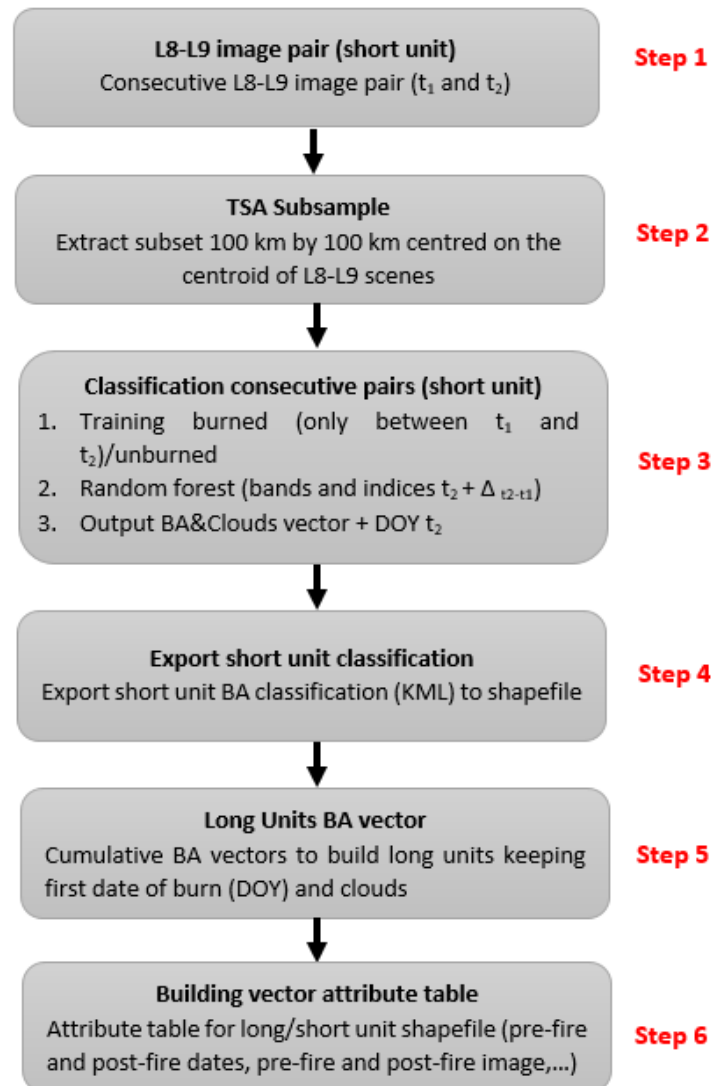 L8-L9 image pair (short unit)
Consecutive L8-L9 image pair (t₁ and t₂)
Step 1
TSA Subsample
Extract subset 100 km by 100 km centred on the
centroid of L8-L9 scenes
Step 2
Classification consecutive pairs (short unit)
1. Training burned (only between t₁ and
t₂)/unburned
2. Random forest (bands and indices t₂ + Δ t2-t1)
3. Output BA&Clouds vector + DOY t₂
Step 3
Export short unit classification
Export short unit BA classification (KML) to shapefile
Step 4
Long Units BA vector
Cumulative BA vectors to build long units keeping
first date of burn (DOY) and clouds
Step 5
Building vector attribute table
Attribute table for long/short unit shapefile (pre-fire
and post-fire dates, pre-fire and post-fire image,...)
Step 6